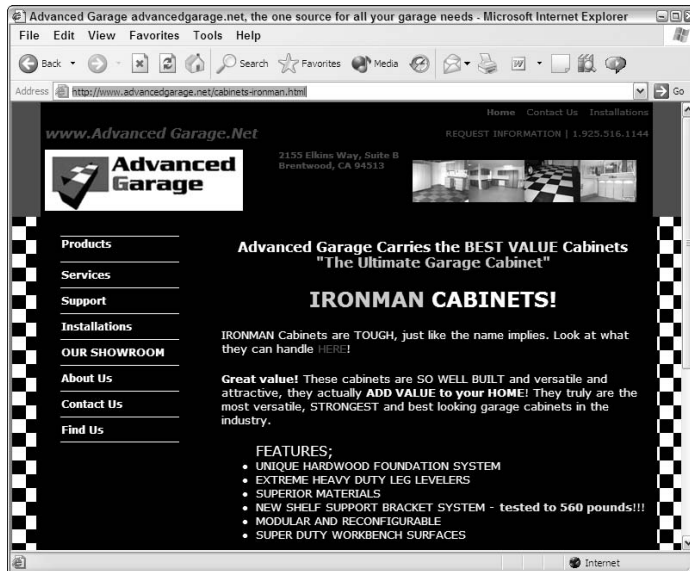 Advanced Garage advancedgarage.net, the one source for all your garage needs - Microsoft Internet Explorer
File Edit View Favorites Tools Help
Back Search Favorites Media
Address http://www.advancedgarage.net/cabinets-ironman.html Go
Home Contact Us Installations
www.Advanced Garage.Net
REQUEST INFORMATION | 1.925.516.1144
Advanced
Garage
2155 Elkins Way, Suite B
Brentwood, CA 94513
Products
Services
Support
Installations
OUR SHOWROOM
About Us
Contact Us
Find Us
Advanced Garage Carries the BEST VALUE Cabinets
"The Ultimate Garage Cabinet"
IRONMAN CABINETS!
IRONMAN Cabinets are TOUGH, just like the name implies. Look at what
they can handle HERE!
Great value! These cabinets are SO WELL BUILT and versatile and
attractive, they actually ADD VALUE to your HOME! They truly are the
most versatile, STRONGEST and best looking garage cabinets in the
industry.
FEATURES;
• UNIQUE HARDWOOD FOUNDATION SYSTEM
• EXTREME HEAVY DUTY LEG LEVELERS
• SUPERIOR MATERIALS
• NEW SHELF SUPPORT BRACKET SYSTEM - tested to 560 pounds!!!
• MODULAR AND RECONFIGURABLE
• SUPER DUTY WORKBENCH SURFACES
Internet